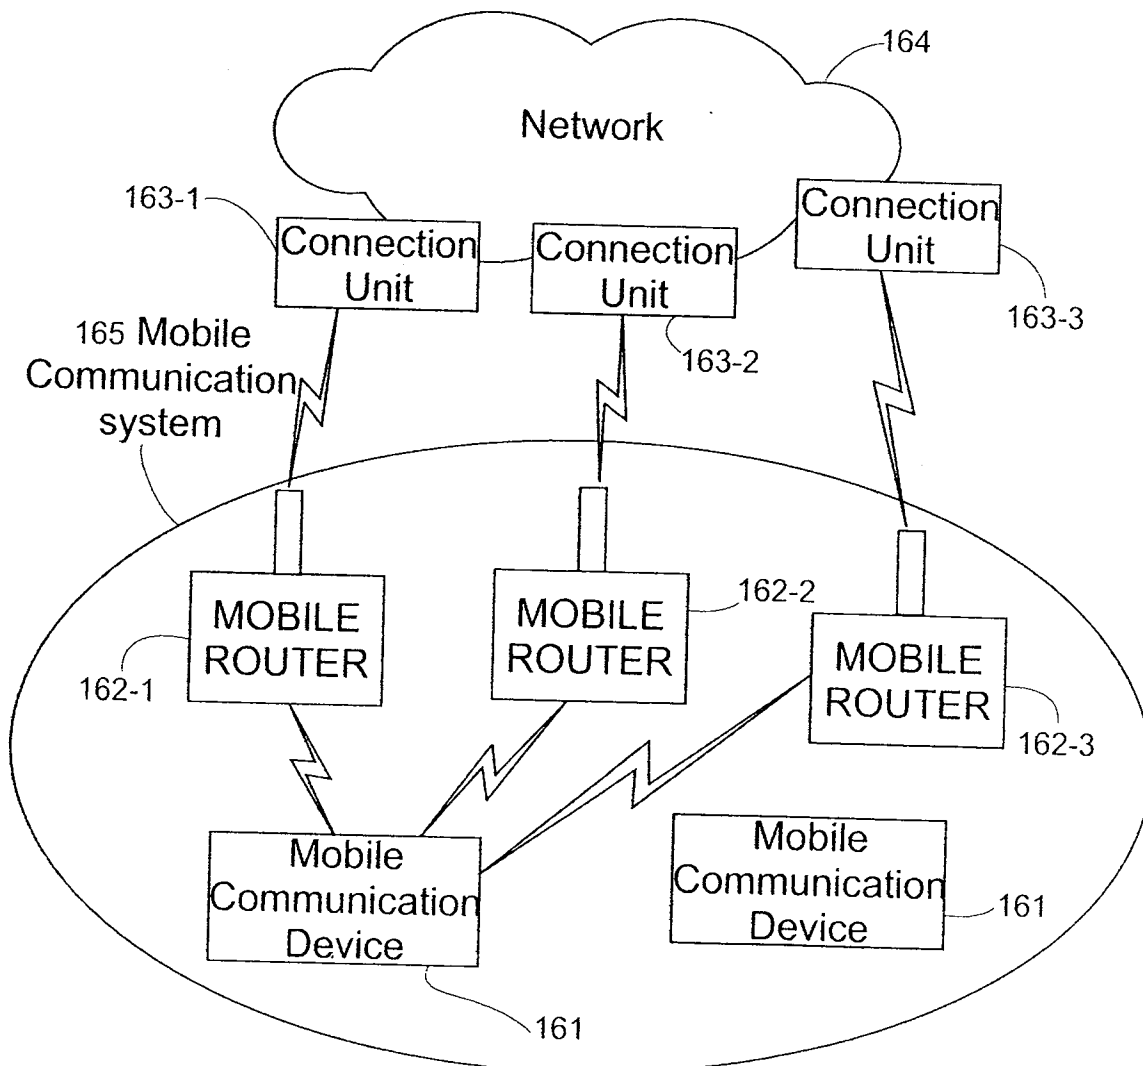 164
Network
163-1
Connection
Unit
Connection
Unit
Connection
Unit
163-3
163-2
165 Mobile
Communication
system
MOBILE
ROUTER
162-1
MOBILE
ROUTER
162-2
MOBILE
ROUTER
162-3
Mobile
Communication
Device
161
Mobile
Communication
Device
161